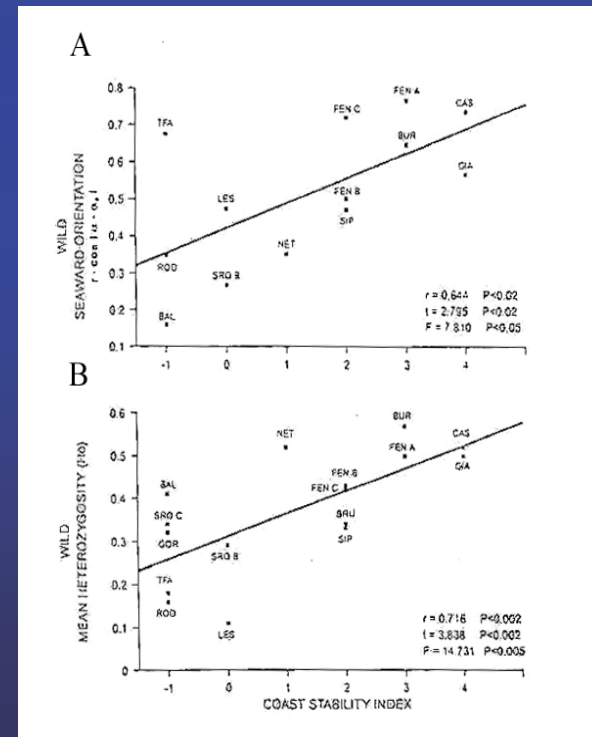 A
0.8
0.7
0.6
0.5
0.4
0.3
0.2
0.1
WILD
SEAWARD-ORIENTATION
TFA
ROD
BAL
LES
SRO B
NET
FEN C
FEN B
SIP
FEN A
BUR
CAS
GIA
r = 0.644 P<0.02
t = 2.795 P<0.02
F = 7.810 P<0.05
-1 0 1 2 3 4
B
0.6
0.5
0.4
0.3
0.2
0.1
0
WILD
MEAN HETEROZYGOSITY (Ho)
BAL
SRO C
GOR
TFA
ROD
SRO B
LES
NET
FEN B
FEN C
BRU
SIP
BUR
FEN A
CAS
GIA
r = 0.716 P<0.002
t = 3.838 P<0.002
F = 14.731 P<0.005
-1 0 1 2 3 4
COAST STABILITY INDEX